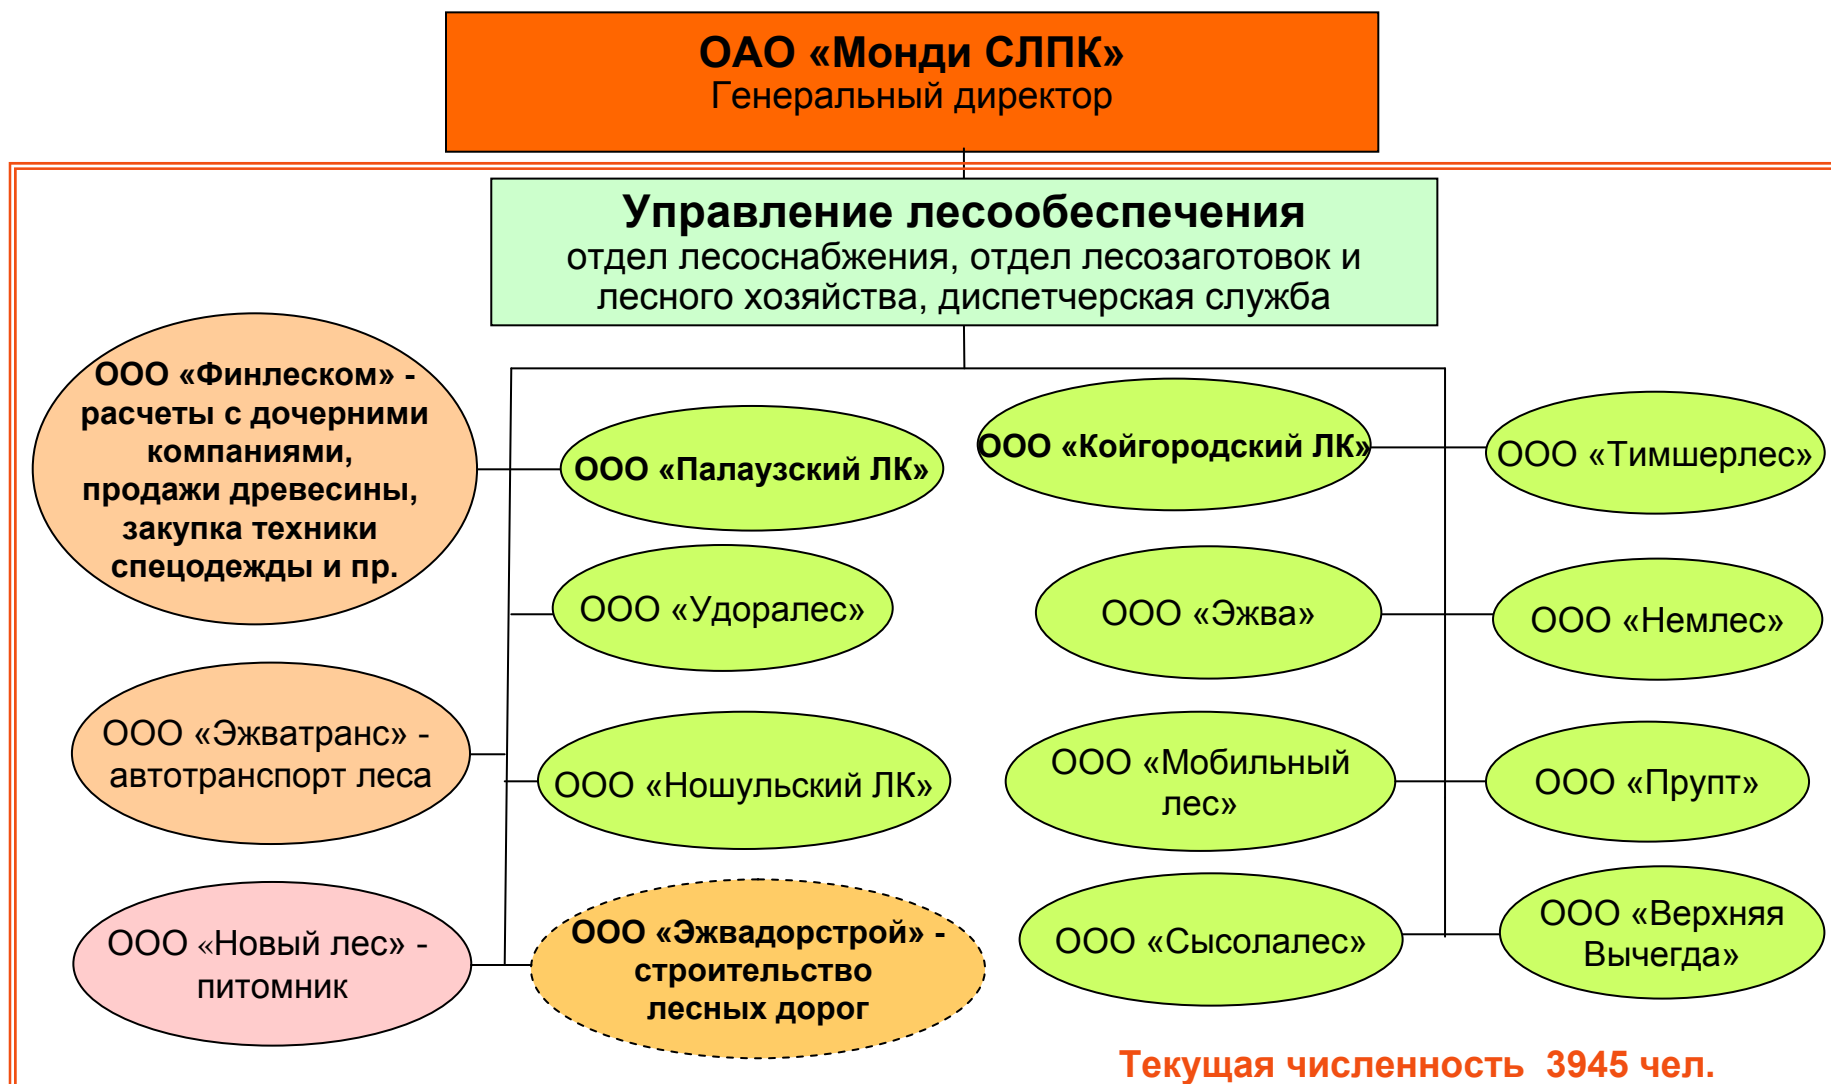 ОАО «Монди СЛПК»
Генеральный директор
Управление лесообеспечения
отдел лесоснабжения, отдел лесозаготовок и
лесного хозяйства, диспетчерская служба
ООО «Финлеском» -
расчеты с дочерними
компаниями,
продажи древесины,
закупка техники
спецодежды и пр.
ООО «Палаузский ЛК»
ООО «Койгородский ЛК»
ООО «Тимшерлес»
ООО «Удоралес»
ООО «Эжва»
ООО «Немлес»
ООО «Эжватранс» -
автотранспорт леса
ООО «Ношульский ЛК»
ООО «Мобильный
лес»
ООО «Прупт»
ООО «Новый лес» -
питомник
ООО «Эжвадорстрой» -
строительство
лесных дорог
ООО «Сысолалес»
ООО «Верхняя
Вычегда»
Текущая численность 3945 чел.